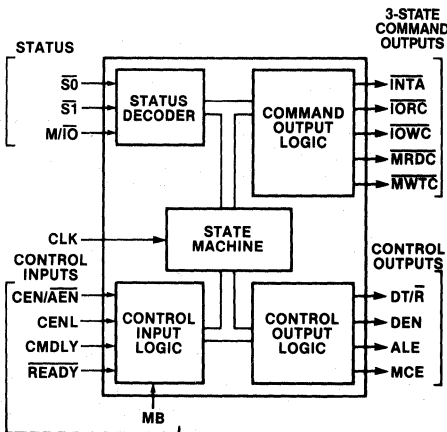 3-STATE
COMMAND
OUTPUTS
STATUS
S0
S1
M/IO
STATUS
DECODER
COMMAND
OUTPUT
LOGIC
INTA
IORC
IOWC
MRDC
MWTC
CLK
STATE
MACHINE
CONTROL
INPUTS
CEN/AEN
CENL
CMDLY
READY
CONTROL
INPUT
LOGIC
MB
CONTROL
OUTPUT
LOGIC
CONTROL
OUTPUTS
DT/R
DEN
ALE
MCE